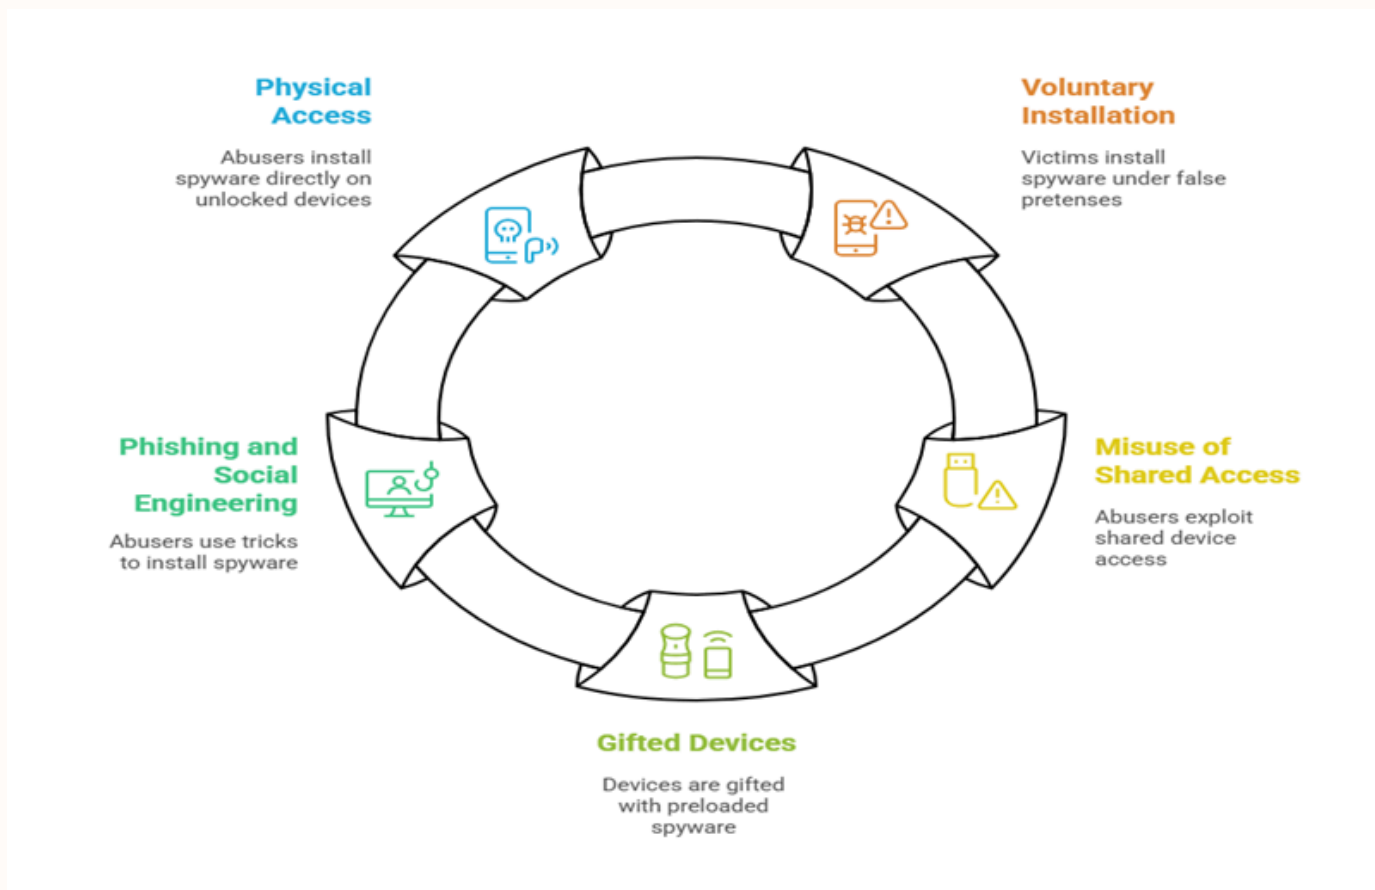 Physical
Access
Abusers install
spyware directly on
unlocked devices
Voluntary
Installation
Victims install
spyware under false
pretenses
Phishing and
Social
Engineering
Abusers use tricks
to install spyware
Misuse of
Shared Access
Abusers exploit
shared device
access
Gifted Devices
Devices are gifted
with preloaded
spyware